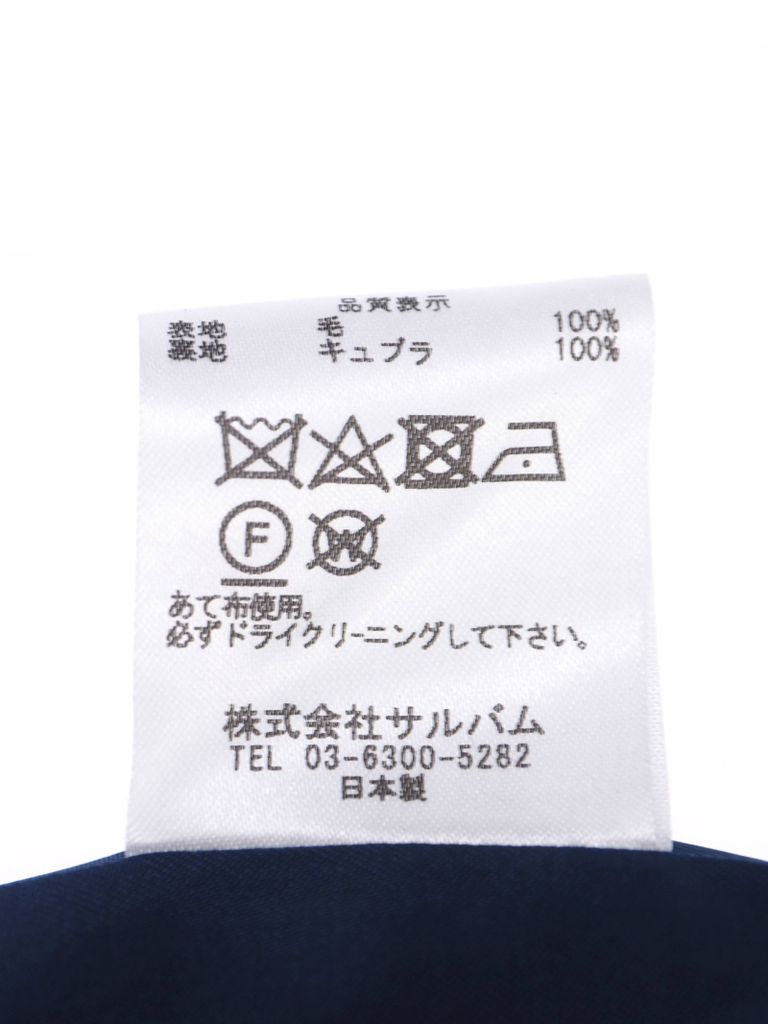 品質表示
表地 毛 100%
裏地 キュプラ 100%
F
W
あて布使用。
必ずドライクリーニングして下さい。
株式会社サルバム
TEL 03-6300-5282
日本製